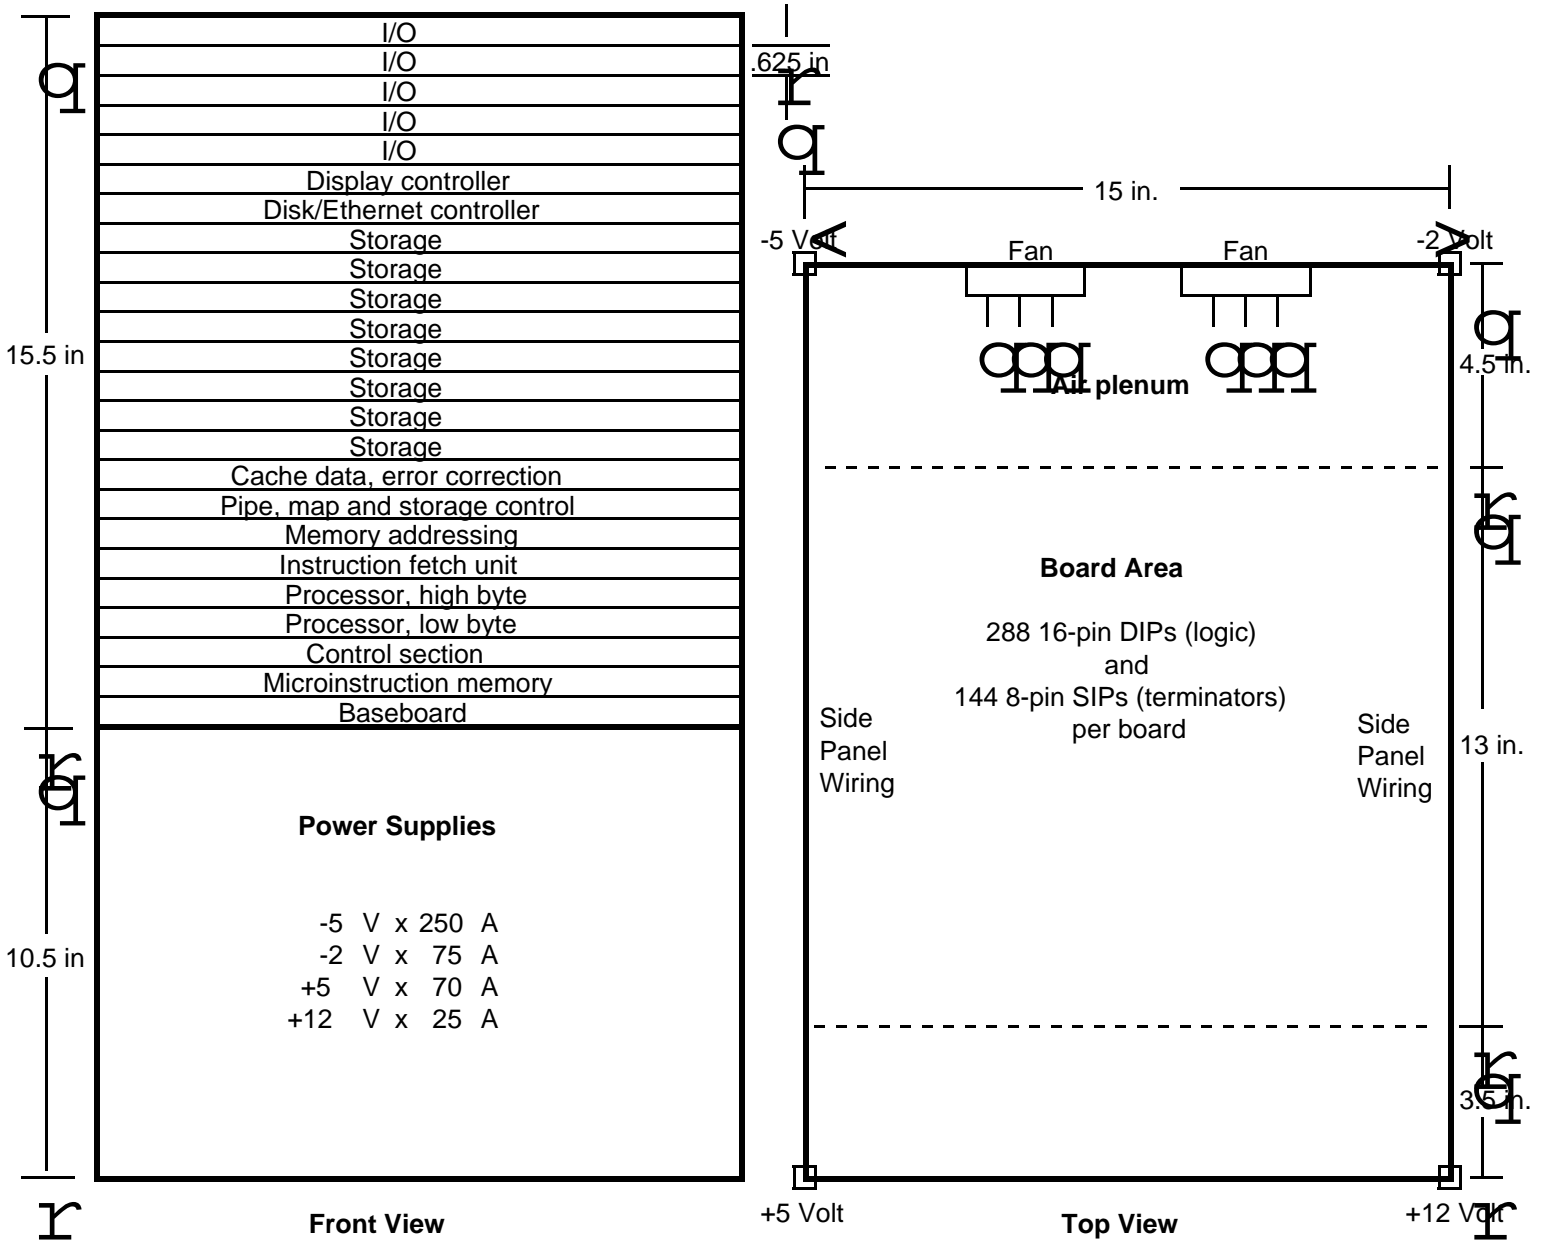 I/O
I/O
I/O
I/O
I/O
Display controller
Disk/Ethernet controller
Storage
Storage
Storage
Storage
Storage
Storage
Storage
Storage
Cache data, error correction
Pipe, map and storage control
Memory addressing
Instruction fetch unit
Processor, high byte
Processor, low byte
Control section
Microinstruction memory
Baseboard
q
15.5 in
r
q
10.5 in
r
Power Supplies
-5 V x 250 A
-2 V x 75 A
+5 V x 70 A
+12 V x 25 A
Front View
.625 in
r
q
15 in.
-5 Volt
-2 Volt
Fan
Fan
qqq
qqq
Air plenum
q
4.5 in.
r
q
Board Area
288 16-pin DIPs (logic)
and
144 8-pin SIPs (terminators)
per board
Side
Panel
Wiring
Side
Panel
Wiring
13 in.
r
q
3.5 in.
r
+5 Volt
+12 Volt
Top View